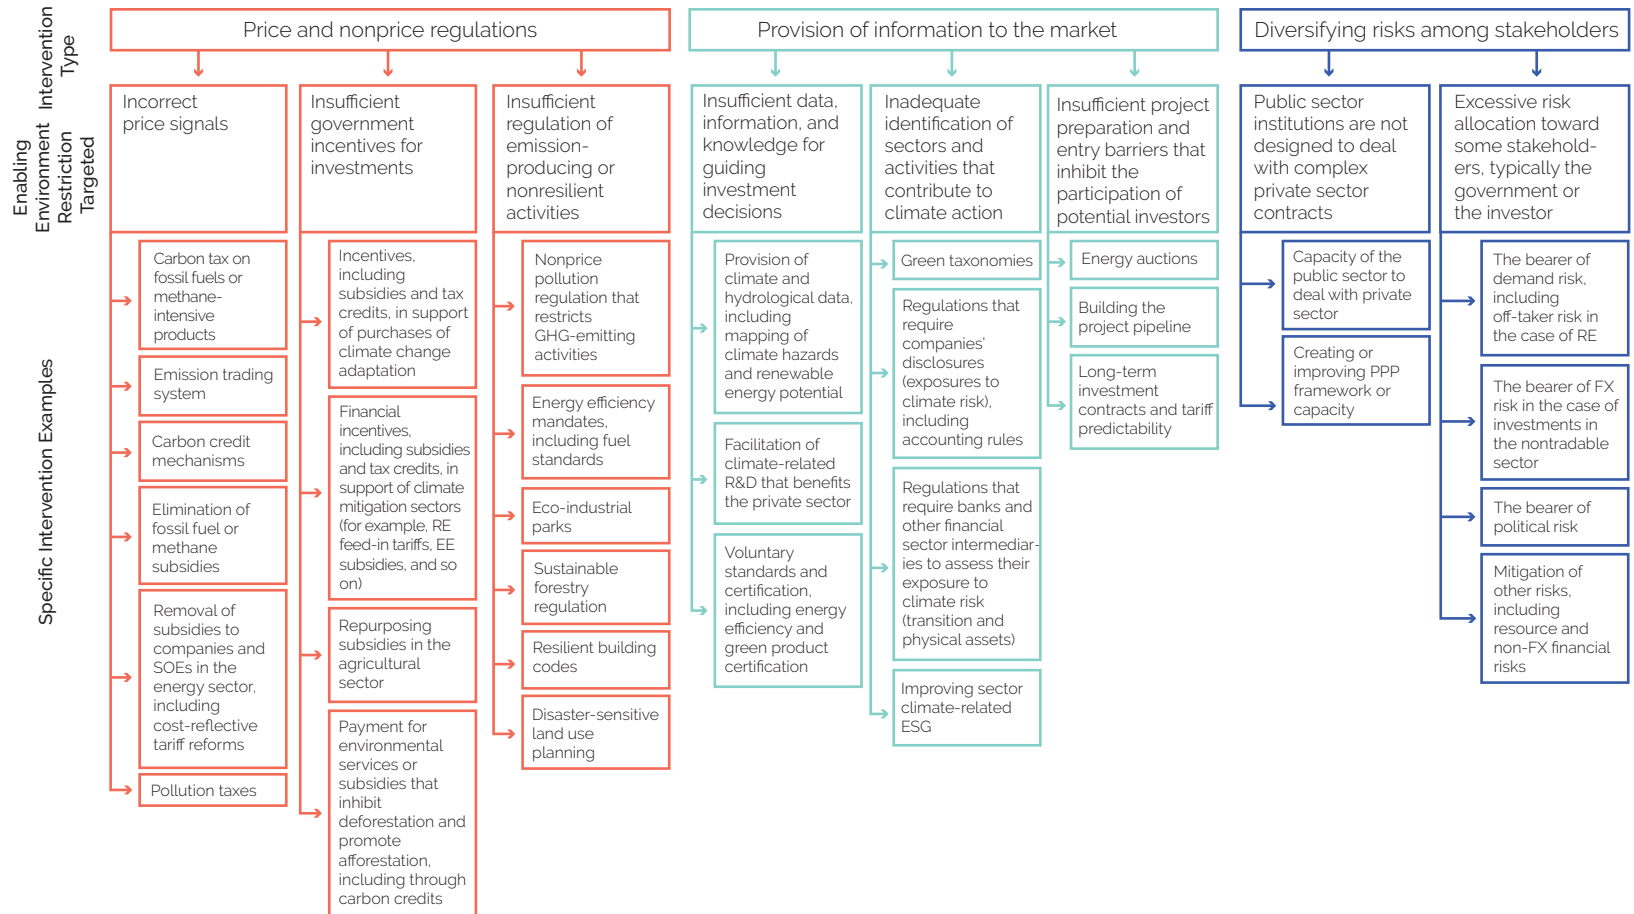 Intervention
Type
Price and nonprice regulations
Provision of information to the market
Diversifying risks among stakeholders
Enabling
Environment
Restriction
Targeted
Incorrect
price signals
Insufficient
government
incentives for
investments
Insufficient
regulation of
emission-
producing or
nonresilient
activities
Insufficient data,
information, and
knowledge for
guiding
investment
decisions
Inadequate
identification of
sectors and
activities that
contribute to
climate action
Insufficient project
preparation and
entry barriers that
inhibit the
participation of
potential investors
Public sector
institutions are not
designed to deal
with complex
private sector
contracts
Excessive risk
allocation toward
some stakehold-
ers, typically the
government or
the investor
Specific Intervention Examples
Carbon tax on
fossil fuels or
methane-
intensive
products
Emission trading
system
Carbon credit
mechanisms
Elimination of
fossil fuel or
methane
subsidies
Removal of
subsidies to
companies and
SOEs in the
energy sector,
including
cost-reflective
tariff reforms
Pollution taxes
Incentives,
including
subsidies and tax
credits, in support
of purchases of
climate change
adaptation
Financial
incentives,
including subsidies
and tax credits, in
support of climate
mitigation sectors
(for example, RE
feed-in tariffs, EE
subsidies, and so
on)
Repurposing
subsidies in the
agricultural
sector
Payment for
environmental
services or
subsidies that
inhibit
deforestation and
promote
afforestation,
including through
carbon credits
Nonprice
pollution
regulation that
restricts
GHG-emitting
activities
Energy efficiency
mandates,
including fuel
standards
Eco-industrial
parks
Sustainable
forestry
regulation
Resilient building
codes
Disaster-sensitive
land use
planning
Provision of
climate and
hydrological data,
including
mapping of
climate hazards
and renewable
energy potential
Facilitation of
climate-related
R&D that benefits
the private sector
Voluntary
standards and
certification,
including energy
efficiency and
green product
certification
Green taxonomies
Regulations that
require
companies'
disclosures
(exposures to
climate risk),
including
accounting rules
Regulations that
require banks and
other financial
sector intermediar-
ies to assess their
exposure to
climate risk
(transition and
physical assets)
Improving sector
climate-related
ESG
Energy auctions
Building the
project pipeline
Long-term
investment
contracts and tariff
predictability
Capacity of the
public sector to
deal with private
sector
Creating or
improving PPP
framework or
capacity
The bearer of
demand risk,
including
off-taker risk in
the case of RE
The bearer of FX
risk in the case of
investments in
the nontradable
sector
The bearer of
political risk
Mitigation of
other risks,
including
resource and
non-FX financial
risks